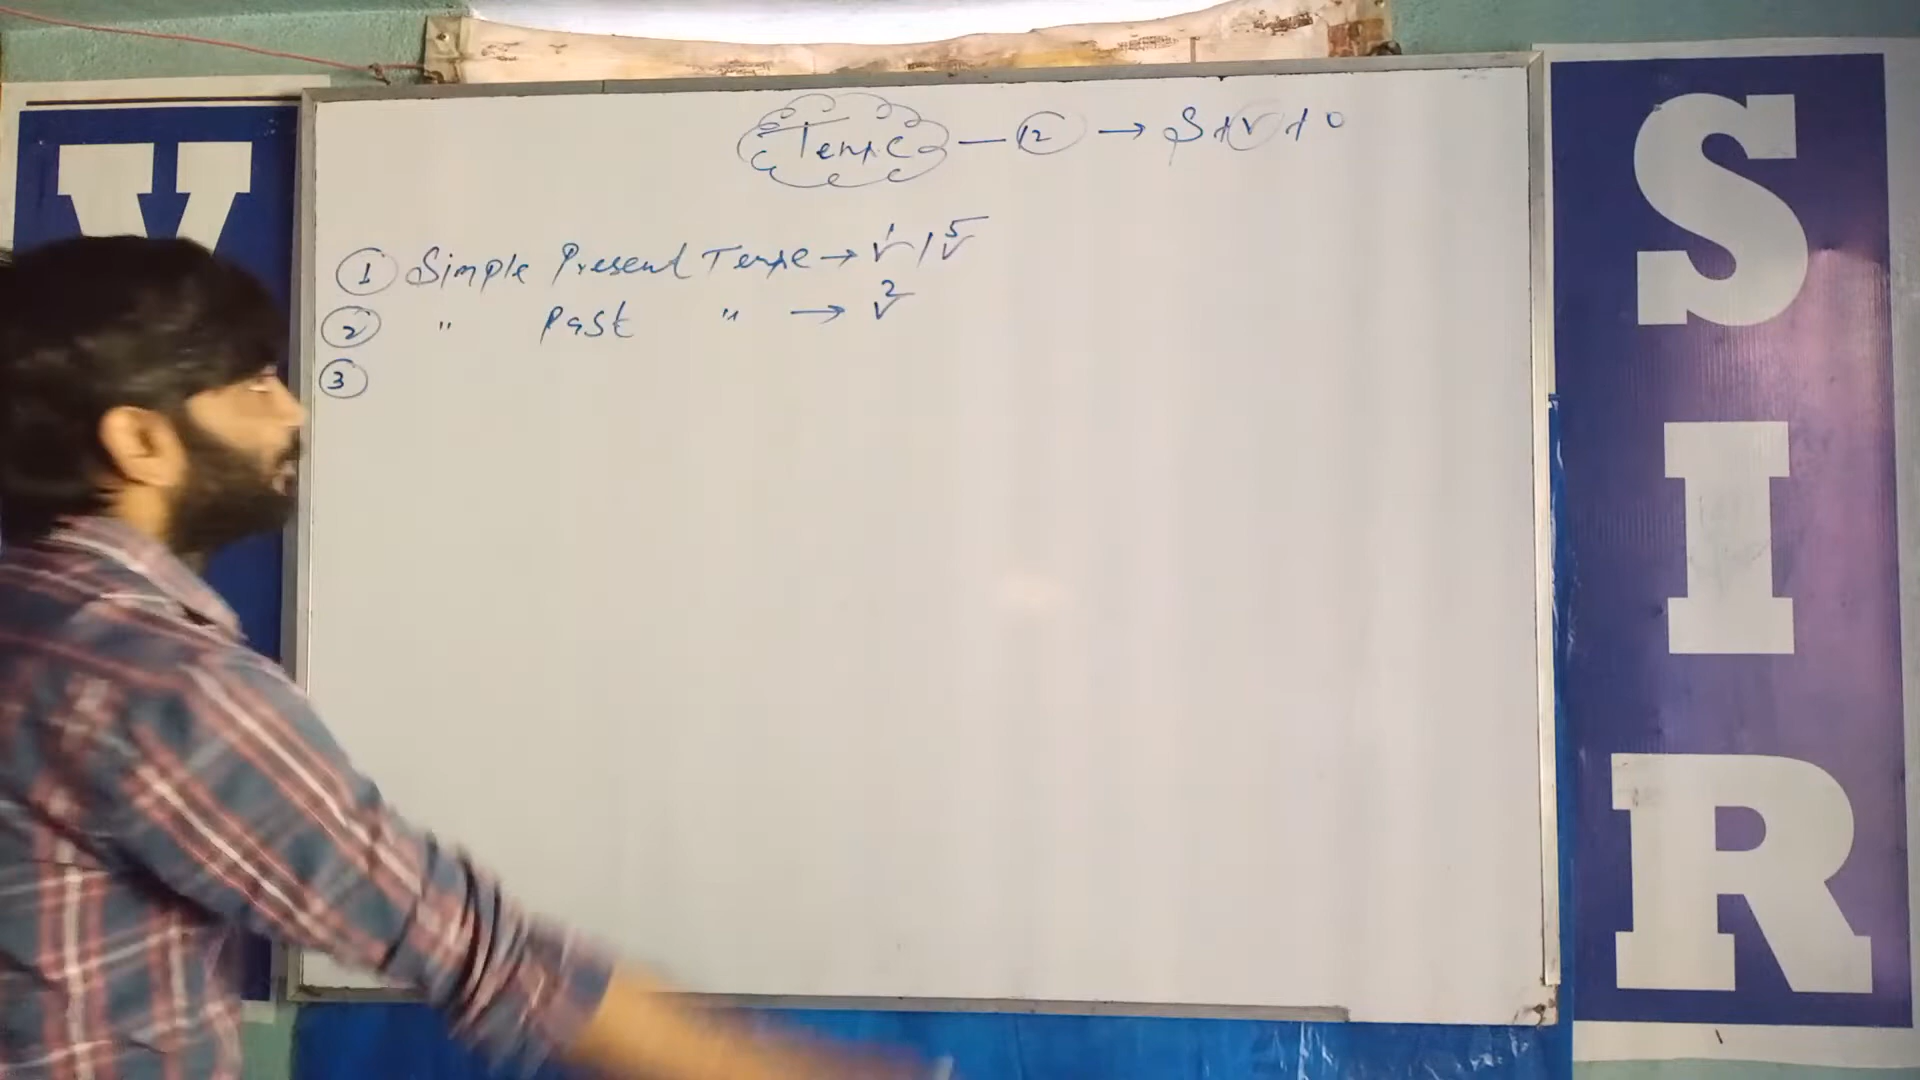 Tense — 12 → S + V + O
① Simple Present Tense → V¹ / V⁵
② " Past " → V²
③
V
S
I
R